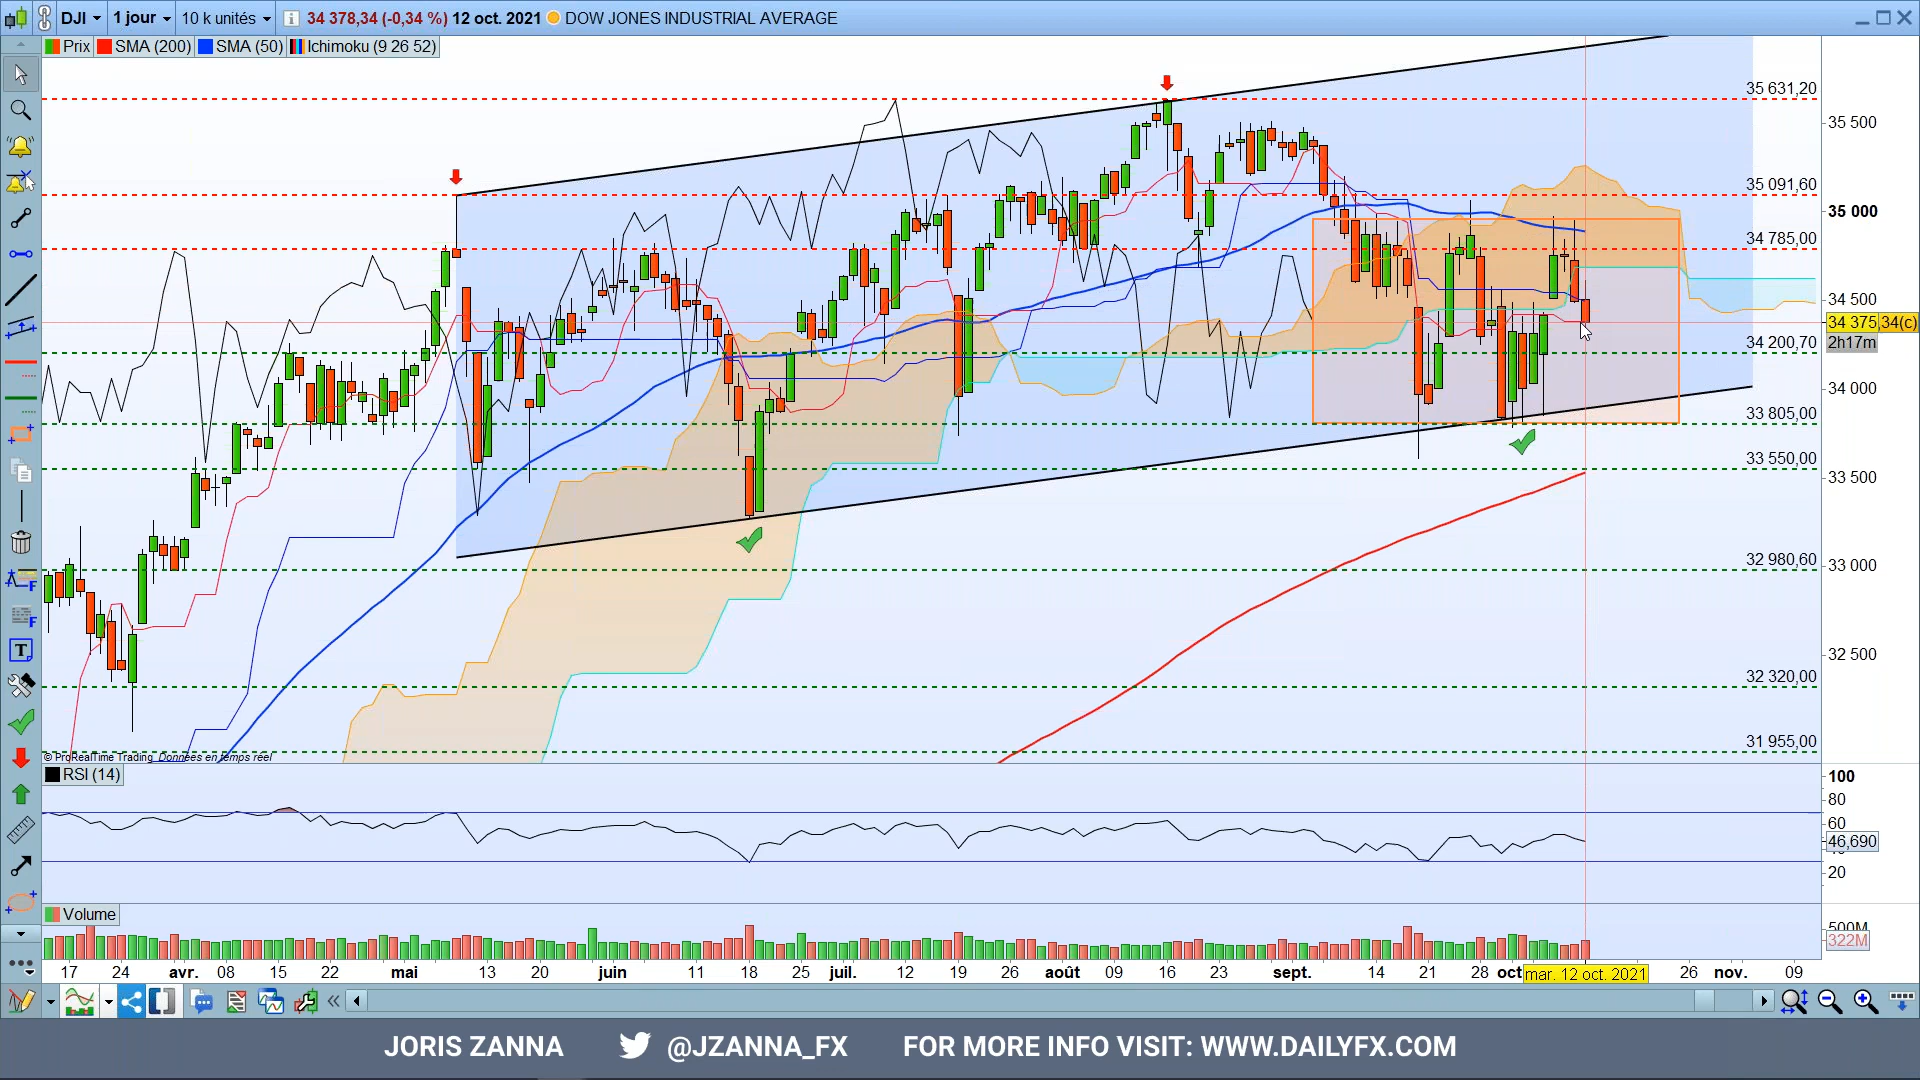 DJI 1 jour 10 k unités 34 378,34 (-0,34 %) 12 oct. 2021 DOW JONES INDUSTRIAL AVERAGE
Prix SMA (200) SMA (50) Ichimoku (9 26 52)
35 631,20
35 500
35 091,60
35 000
34 785,00
34 500
34 375,34(c)
2h17m
34 200,70
34 000
33 805,00
33 550,00
33 500
33 000
32 980,60
32 500
32 320,00
31 955,00
© ProRealTime Trading Données en temps réel
RSI (14)
100
80
60
46,690
20
Volume
500M
322M
17 24 avr. 08 15 22 mai 13 20 juin 11 18 25 juil. 12 19 26 août 09 16 23 sept. 14 21 28 oct mar. 12 oct. 2021 26 nov. 09
JORIS ZANNA @JZANNA_FX FOR MORE INFO VISIT: WWW.DAILYFX.COM